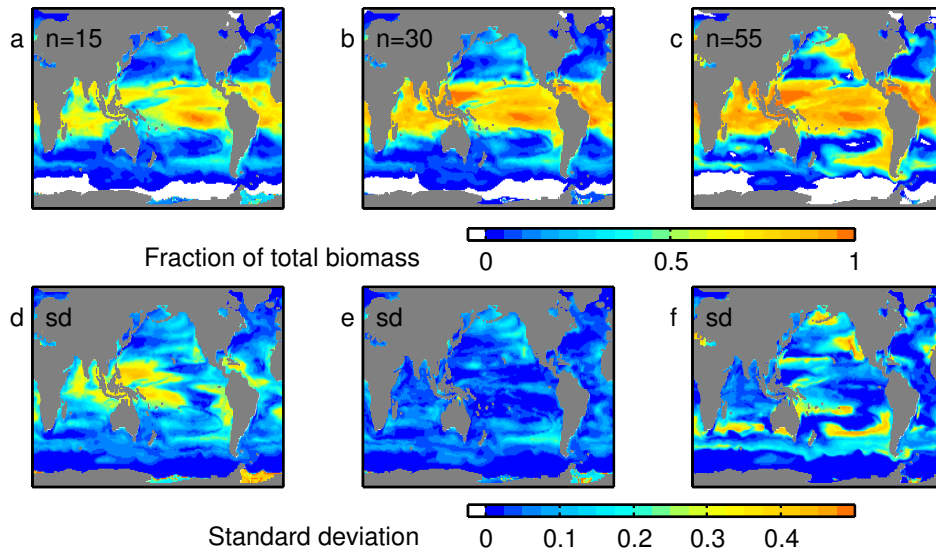 a n=15
b n=30
c n=55
Fraction of total biomass
0 0.5 1
d sd
e sd
f sd
Standard deviation
0 0.1 0.2 0.3 0.4